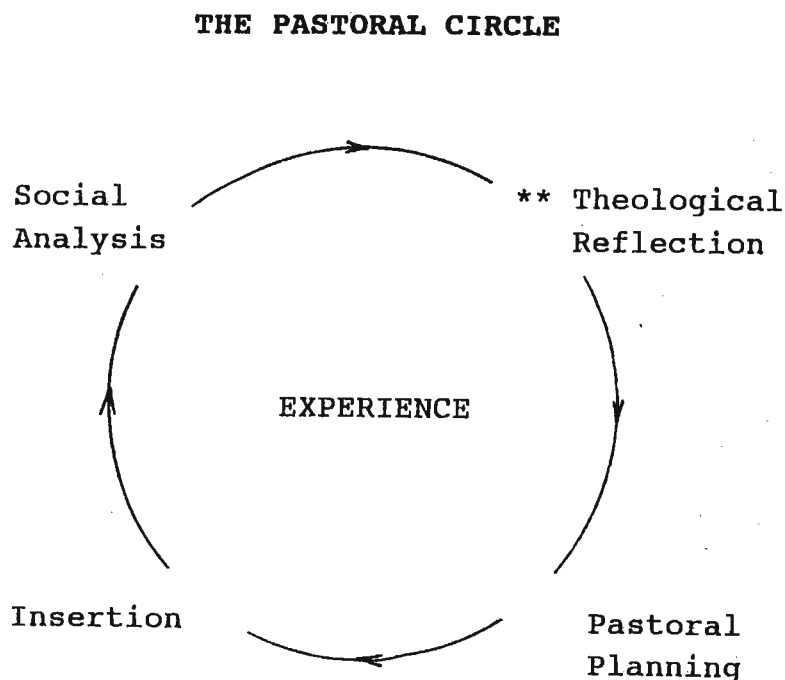 THE PASTORAL CIRCLE
Social
Analysis
** Theological
Reflection
EXPERIENCE
Insertion
Pastoral
Planning